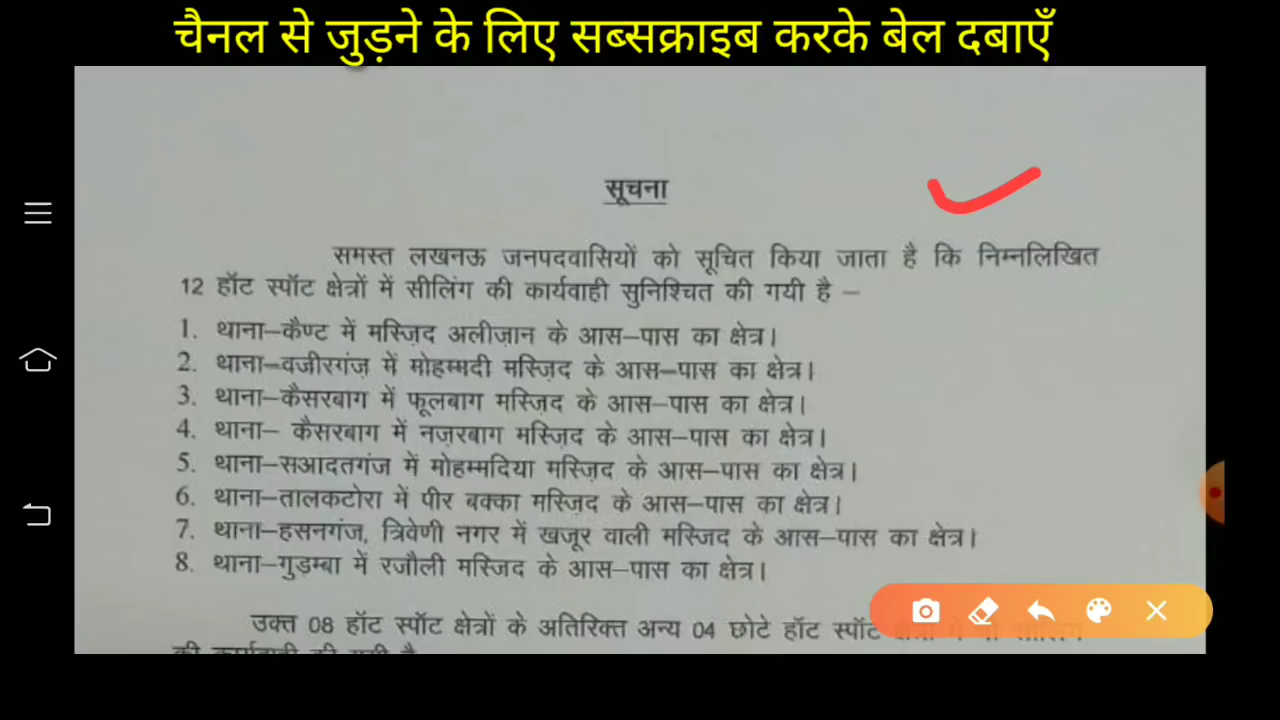 चैनल से जुड़ने के लिए सब्सक्राइब करके बेल दबाएँ
सूचना
समस्त लखनऊ जनपदवासियों को सूचित किया जाता है कि निम्नलिखित
12 हॉट स्पॉट क्षेत्रों में सीलिंग की कार्यवाही सुनिश्चित की गयी है –
1. थाना–कैण्ट में मस्ज़िद अलीज़ान के आस–पास का क्षेत्र।
2. थाना–वजीरगंज़ में मोहम्मदी मस्ज़िद के आस–पास का क्षेत्र।
3. थाना–कैसरबाग में फूलबाग मस्ज़िद के आस–पास का क्षेत्र।
4. थाना– कैसरबाग में नज़रबाग मस्ज़िद के आस–पास का क्षेत्र।
5. थाना–सआदतगंज में मोहम्मदिया मस्ज़िद के आस–पास का क्षेत्र।
6. थाना–तालकटोरा में पीर बक्का मस्ज़िद के आस–पास का क्षेत्र।
7. थाना–हसनगंज, त्रिवेणी नगर में खजूर वाली मस्जिद के आस–पास का क्षेत्र।
8. थाना–गुड़म्बा में रजौली मस्जिद के आस–पास का क्षेत्र।
उक्त 08 हॉट स्पॉट क्षेत्रों के अतिरिक्त अन्य 04 छोटे हॉट स्पॉट
की कार्यवाही की गयी है